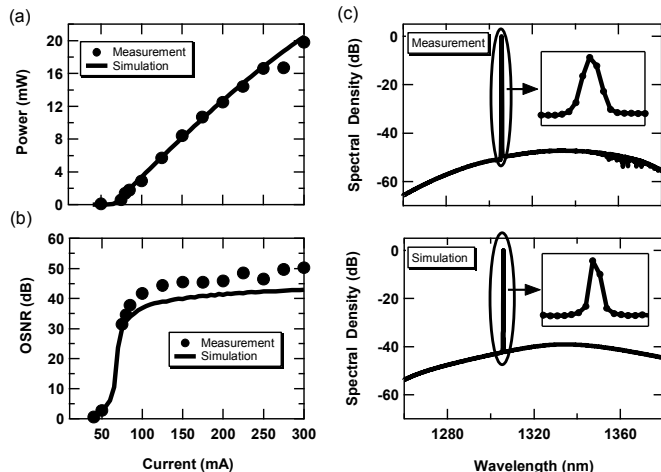 (a)
Power (mW)
20
16
12
8
4
0
Measurement
Simulation
(b)
OSNR (dB)
60
50
40
30
20
10
0
Measurement
Simulation
50
100
150
200
250
300
Current (mA)
(c)
Spectral Density (dB)
0
-20
-40
-60
Measurement
Spectral Density (dB)
0
-20
-40
-60
Simulation
1280
1320
1360
Wavelength (nm)